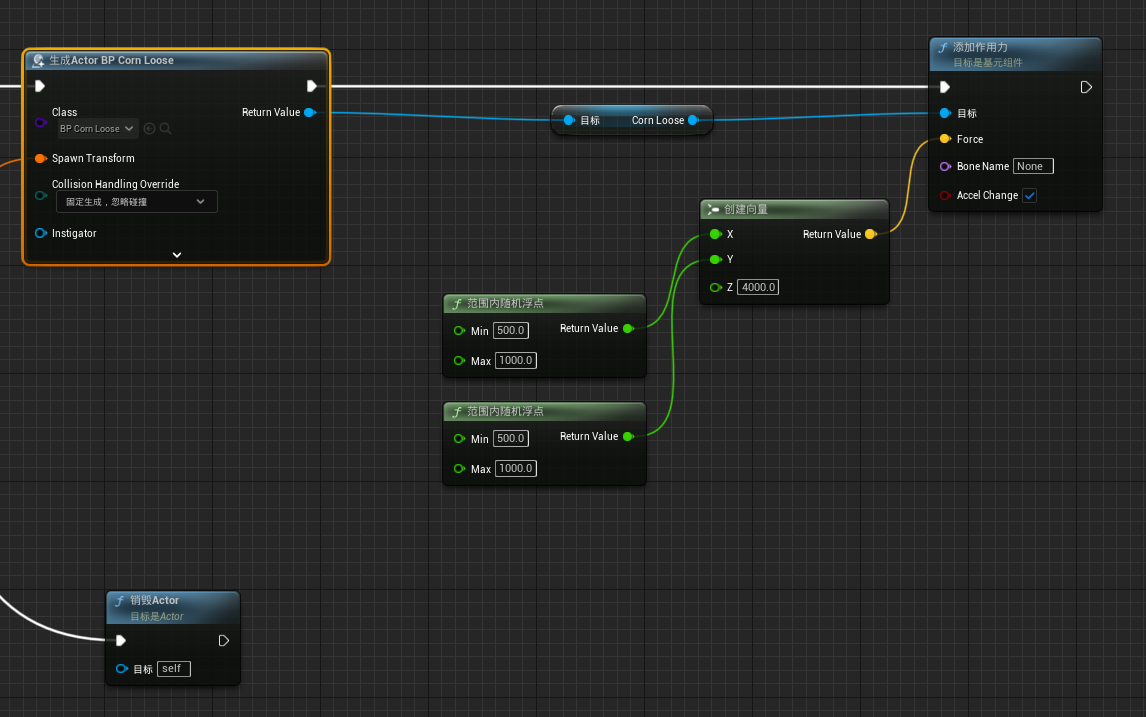 生成Actor BP Corn Loose
Class
BP Corn Loose
Return Value
Spawn Transform
Collision Handling Override
固定生成，忽略碰撞
Instigator
目标 Corn Loose
添加作用力
目标是基元组件
目标
Force
Bone Name None
Accel Change
创建向量
X Return Value
Y
Z 4000.0
范围内随机浮点
Min 500.0 Return Value
Max 1000.0
范围内随机浮点
Min 500.0 Return Value
Max 1000.0
销毁Actor
目标是Actor
目标 self